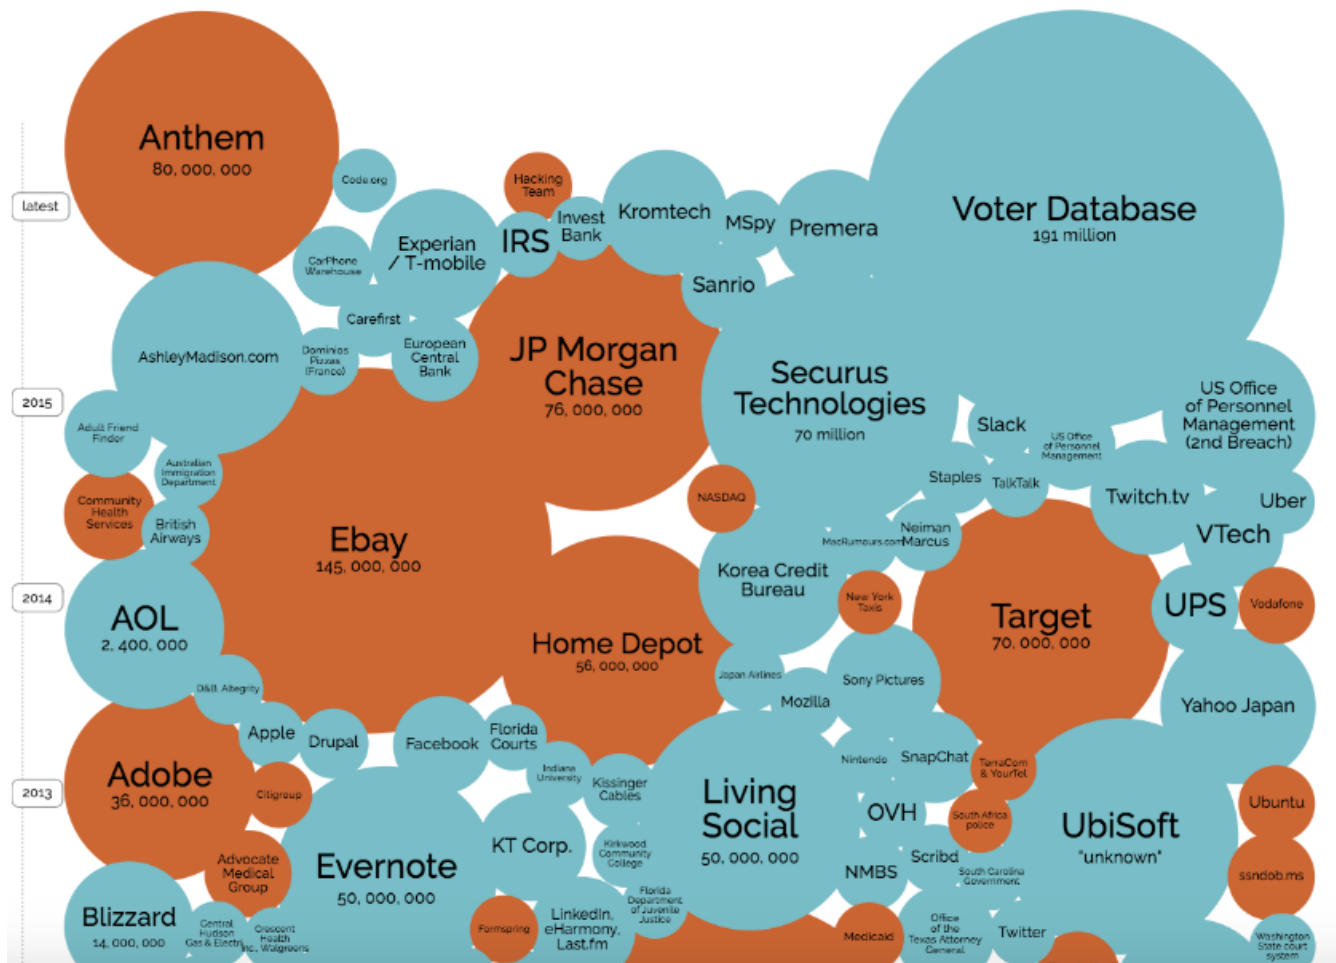 Anthem
80, 000, 000
Code.org
latest
Hacking
Team
Kromtech
Invest
Bank
MSpy
Premera
Voter Database
191 million
IRS
Experian
/ T-mobile
CarPhone
Warehouse
Sanrio
Carefirst
AshleyMadison.com
Dominios
Pizzas
(France)
European
Central
Bank
JP Morgan
Chase
76, 000, 000
Securus
Technologies
70 million
2015
Adult Friend
Finder
Slack
US Office
of Personnel
Management
US Office
of Personnel
Management
(2nd Breach)
Australian
Immigration
Department
Community
Health
Services
British
Airways
NASDAQ
Staples
TalkTalk
Twitch.tv
Uber
VTech
Ebay
145, 000, 000
MacRumours.com
Neiman
Marcus
Korea Credit
Bureau
New York
Taxis
2014
AOL
2, 400, 000
Home Depot
56, 000, 000
Target
70, 000, 000
UPS
Vodafone
D&B, Altegrity
Japan Airlines
Mozilla
Sony Pictures
Yahoo Japan
Apple
Drupal
Facebook
Florida
Courts
Indiana
University
Kissinger
Cables
Nintendo
SnapChat
TerraCom
& YourTel
2013
Adobe
36, 000, 000
Citigroup
Living
Social
50, 000, 000
OVH
South Africa
police
UbiSoft
"unknown"
Ubuntu
Advocate
Medical
Group
Evernote
50, 000, 000
KT Corp.
Kirkwood
Community
College
NMBS
Scribd
South Carolina
Government
ssndob.ms
Blizzard
14, 000, 000
Central
Hudson
Gas & Electri
Crescent
Health
Inc., Walgreens
Formspring
LinkedIn,
eHarmony,
Last.fm
Florida
Department
of Juvenile
Justice
Medicaid
Office
of the
Texas Attorney
General
Twitter
Washington
State court
system